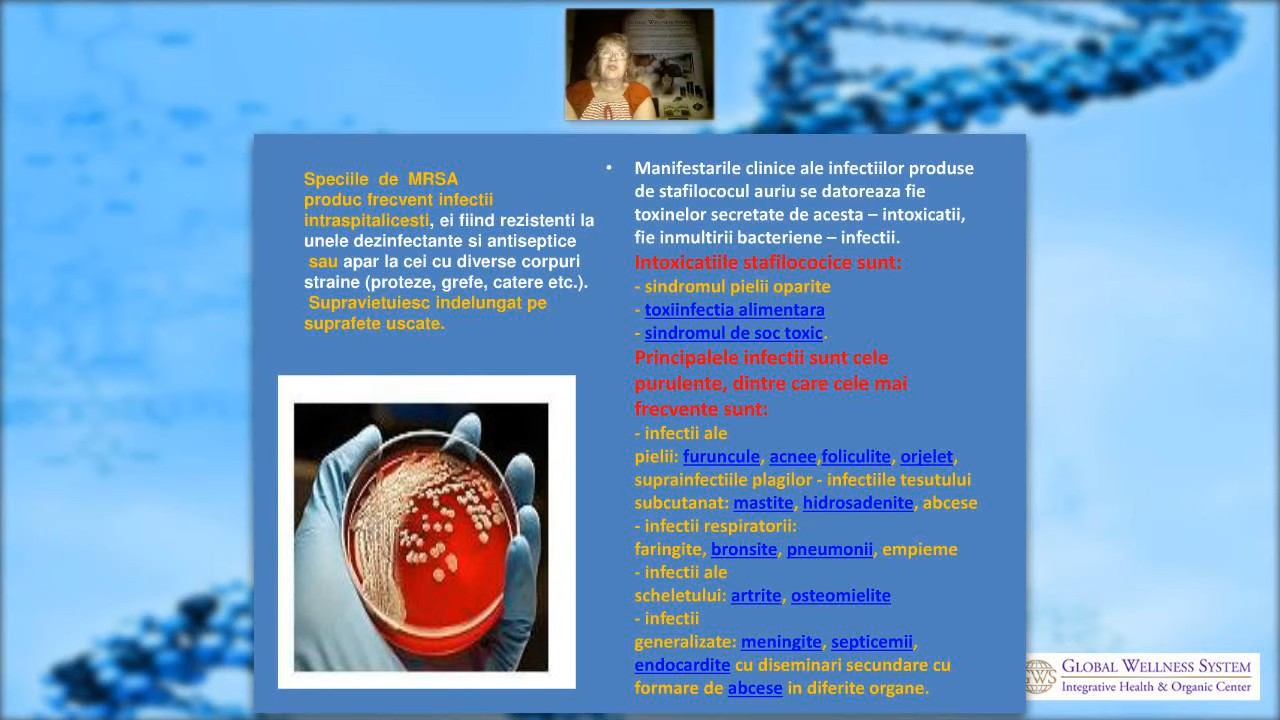 Speciile de MRSA
produc frecvent infectii
intraspitalicesti, ei fiind rezistenti la
unele dezinfectante si antiseptice
sau apar la cei cu diverse corpuri
straine (proteze, grefe, catere etc.).
Supravietuiesc indelungat pe
suprafete uscate.
• Manifestarile clinice ale infectiilor produse
de stafilococul auriu se datoreaza fie
toxinelor secretate de acesta – intoxicatii,
fie inmultirii bacteriene – infectii.
Intoxicatiile stafilococice sunt:
- sindromul pielii oparite
- toxiinfectia alimentara
- sindromul de soc toxic.
Principalele infectii sunt cele
purulente, dintre care cele mai
frecvente sunt:
- infectii ale
pielii: furuncule, acnee,foliculite, orjelet,
suprainfectiile plagilor - infectiile tesutului
subcutanat: mastite, hidrosadenite, abcese
- infectii respiratorii:
faringite, bronsite, pneumonii, empieme
- infectii ale
scheletului: artrite, osteomielite
- infectii
generalizate: meningite, septicemii,
endocardite cu diseminari secundare cu
formare de abcese in diferite organe.
GWS
GLOBAL WELLNESS SYSTEM
Integrative Health & Organic Center